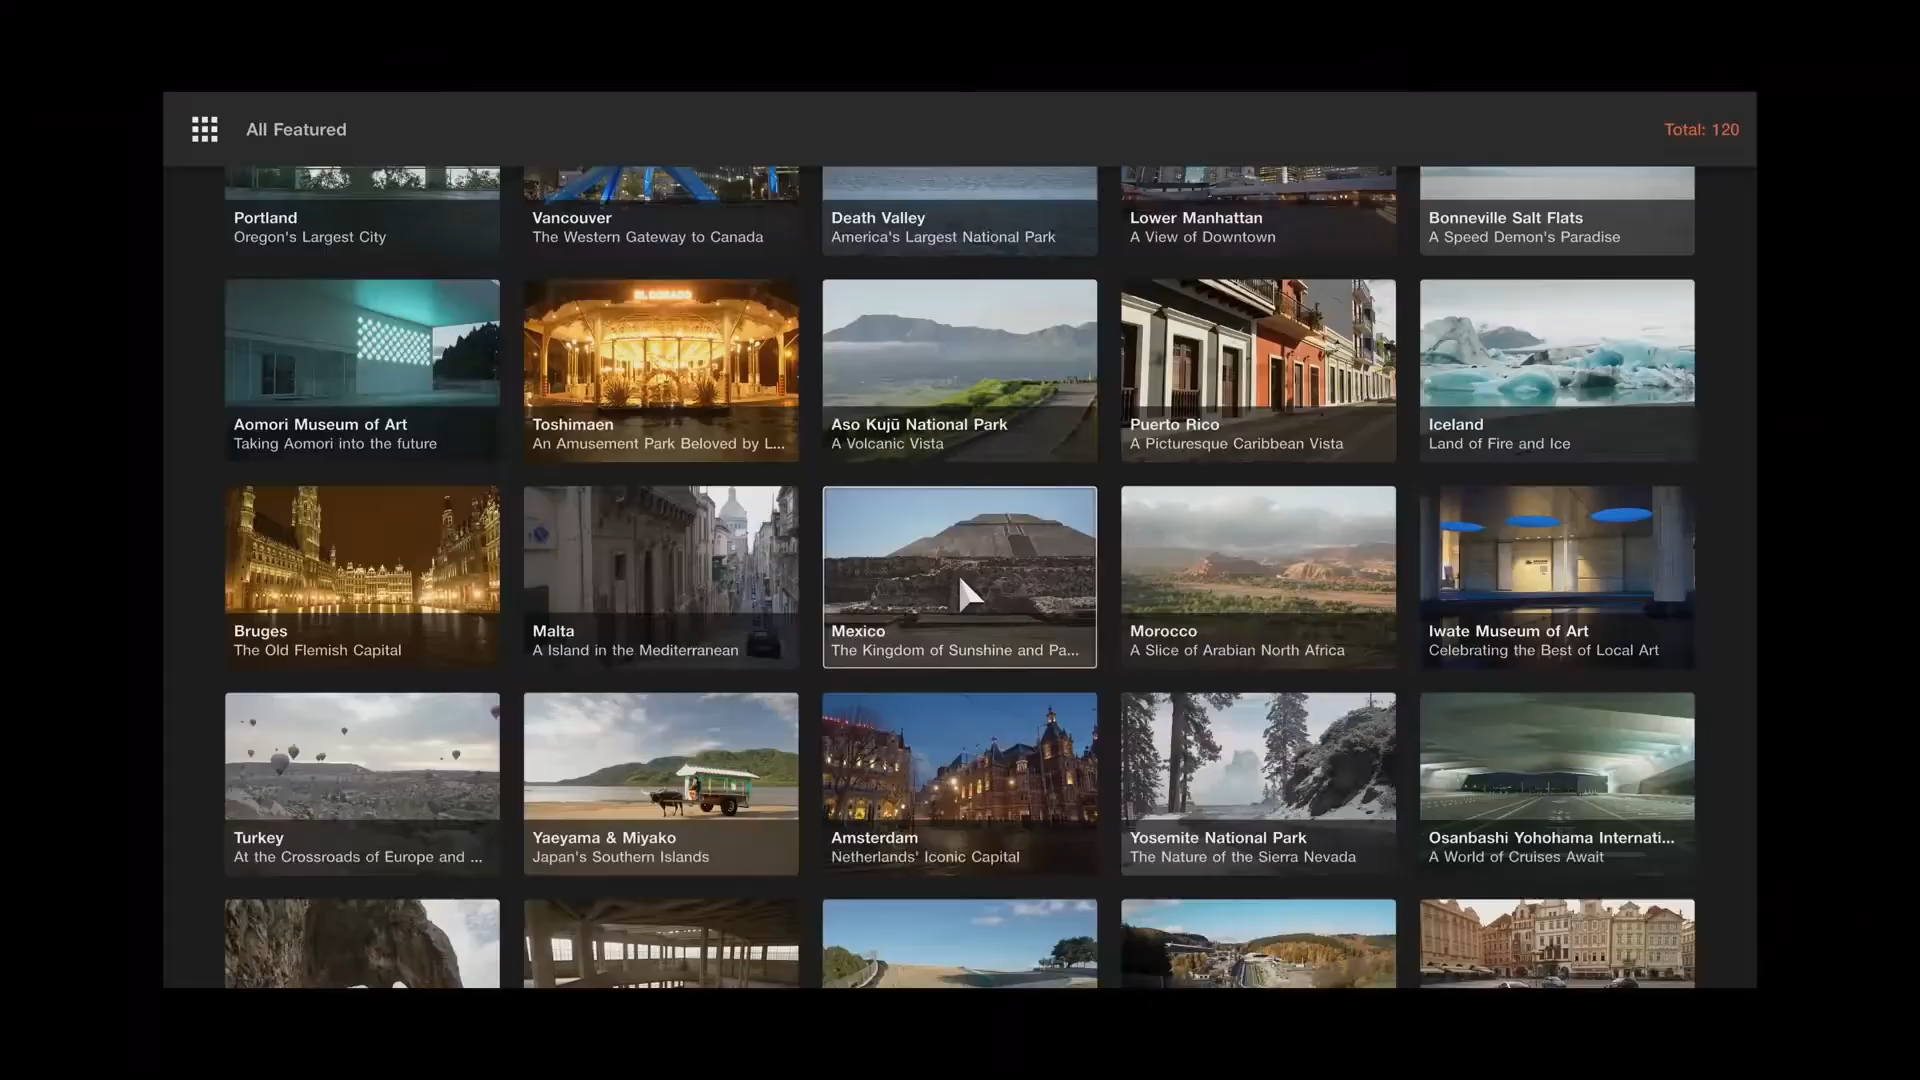 All Featured
Total: 120
Portland
Oregon's Largest City
Vancouver
The Western Gateway to Canada
Death Valley
America's Largest National Park
Lower Manhattan
A View of Downtown
Bonneville Salt Flats
A Speed Demon's Paradise
Aomori Museum of Art
Taking Aomori into the future
EL DORADO
Toshimaen
An Amusement Park Beloved by L...
Aso Kujū National Park
A Volcanic Vista
Puerto Rico
A Picturesque Caribbean Vista
Iceland
Land of Fire and Ice
Bruges
The Old Flemish Capital
Malta
A Island in the Mediterranean
Mexico
The Kingdom of Sunshine and Pa...
Morocco
A Slice of Arabian North Africa
Iwate Museum of Art
Celebrating the Best of Local Art
Turkey
At the Crossroads of Europe and ...
Yaeyama & Miyako
Japan's Southern Islands
Amsterdam
Netherlands' Iconic Capital
Yosemite National Park
The Nature of the Sierra Nevada
Osanbashi Yohohama Internati...
A World of Cruises Await